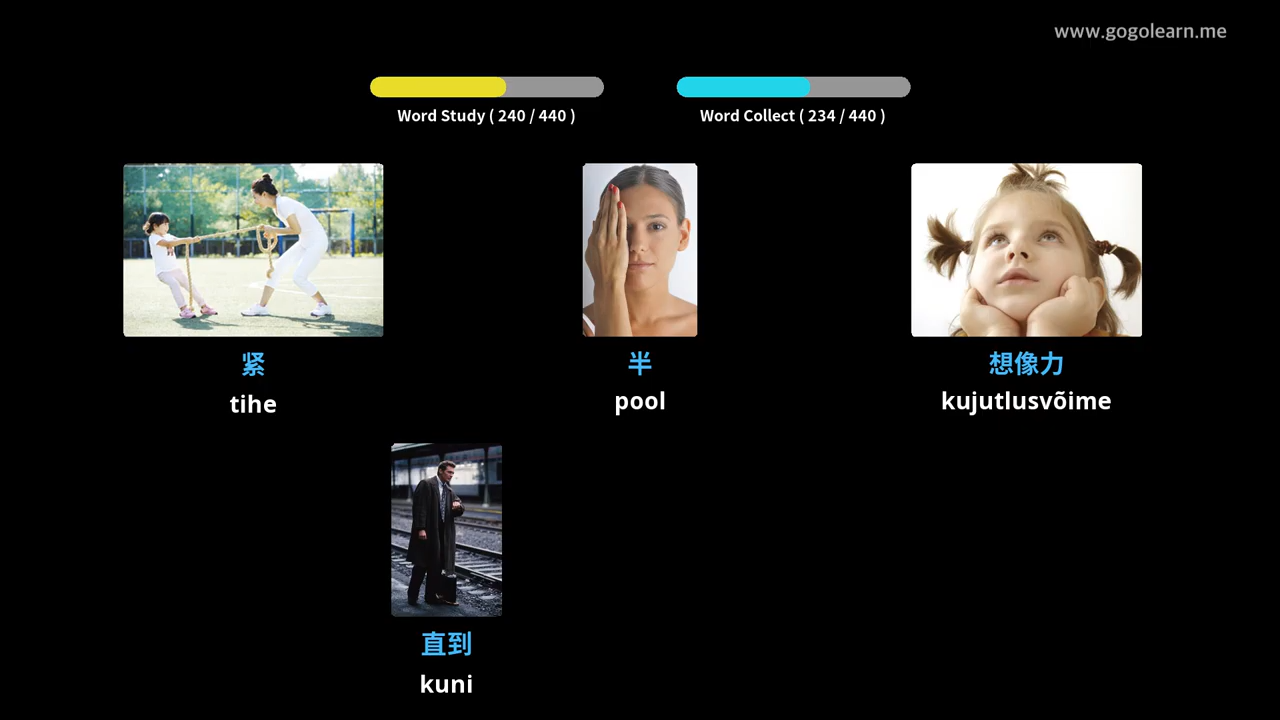 www.gogolearn.me
Word Study ( 240 / 440 )
Word Collect ( 234 / 440 )
紧
tihe
半
pool
想像力
kujutlusvõime
直到
kuni